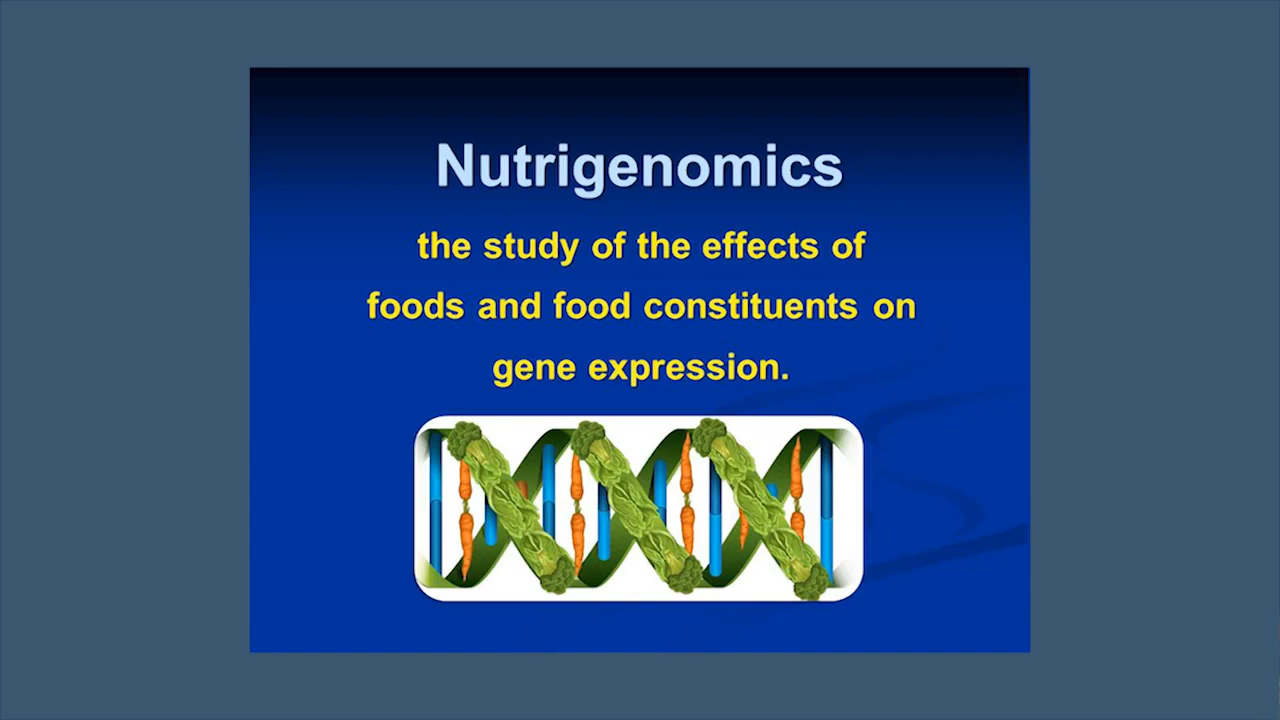 Nutrigenomics
the study of the effects of
foods and food constituents on
gene expression.